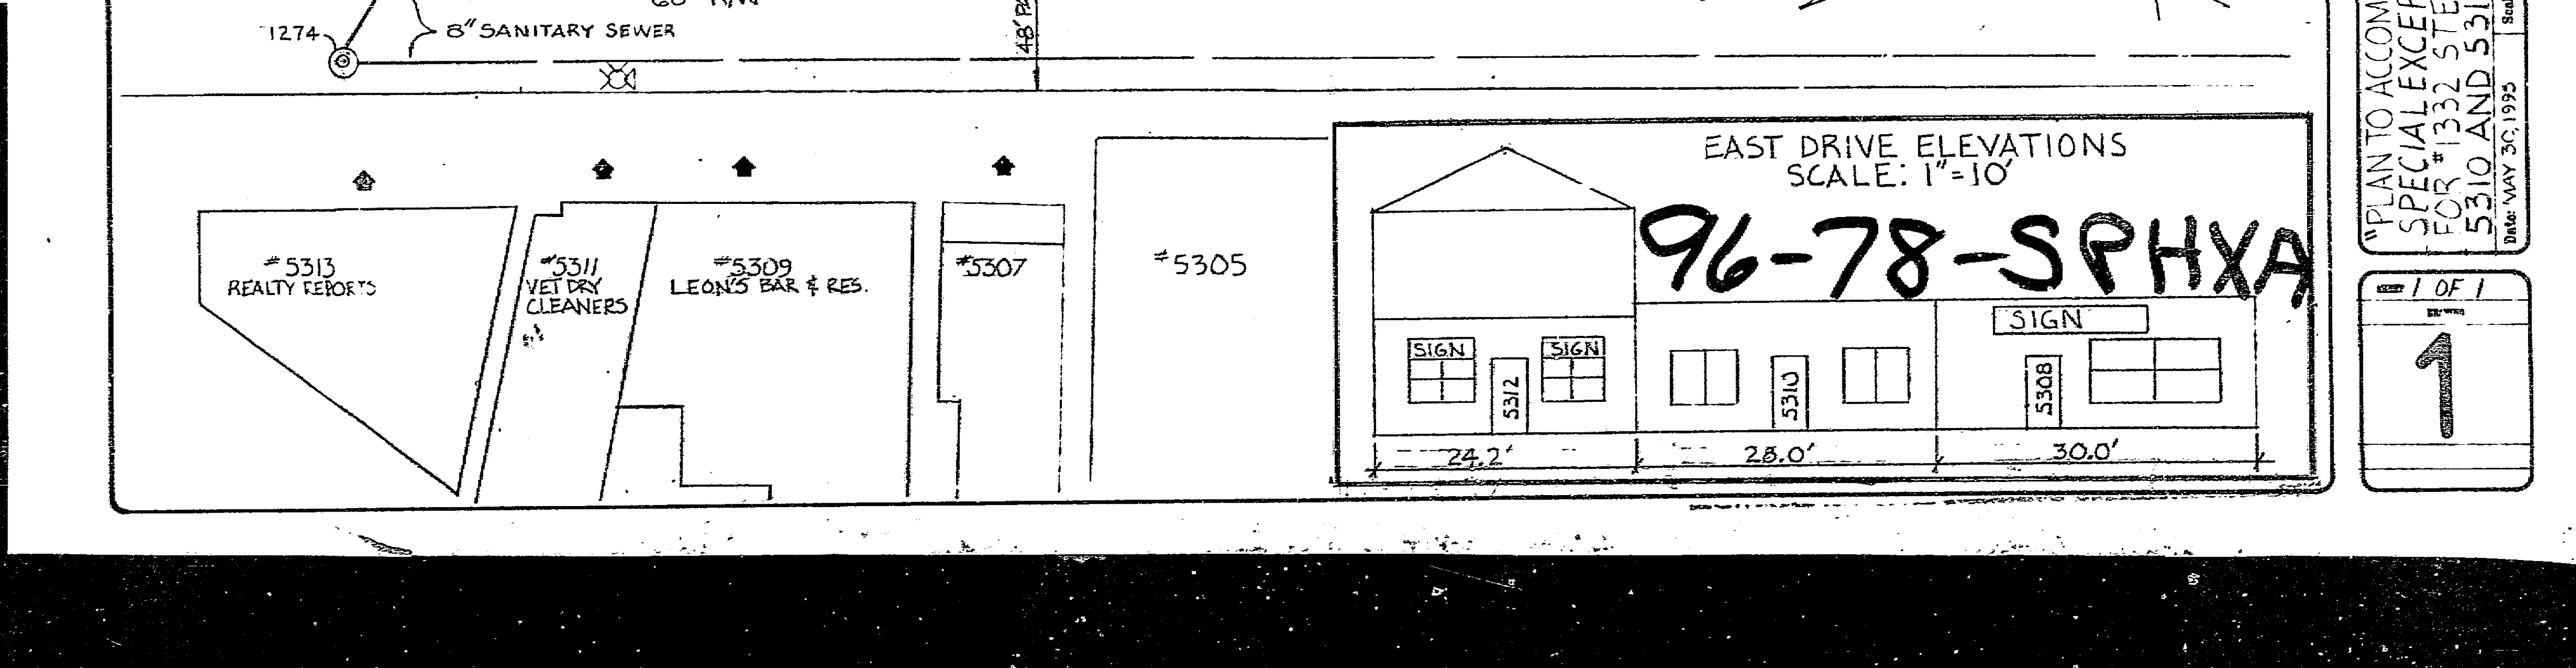 1274
8" SANITARY SEWER
EAST DRIVE ELEVATIONS
SCALE: 1"=10'
96-78-SPHXA
#5313
REALTY REPORTS
#5311
VET DRY
CLEANERS
#5309
LEON'S BAR & RES.
#5307
#5305
SIGN
SIGN
SIGN
5312
5310
5308
24.2'
28.0'
30.0'
"PLAN TO ACCOM
SPECIAL EXCEP
FOR #1332 STE
5310 AND 531
Date: MAY 30, 1995
1 OF 1
1